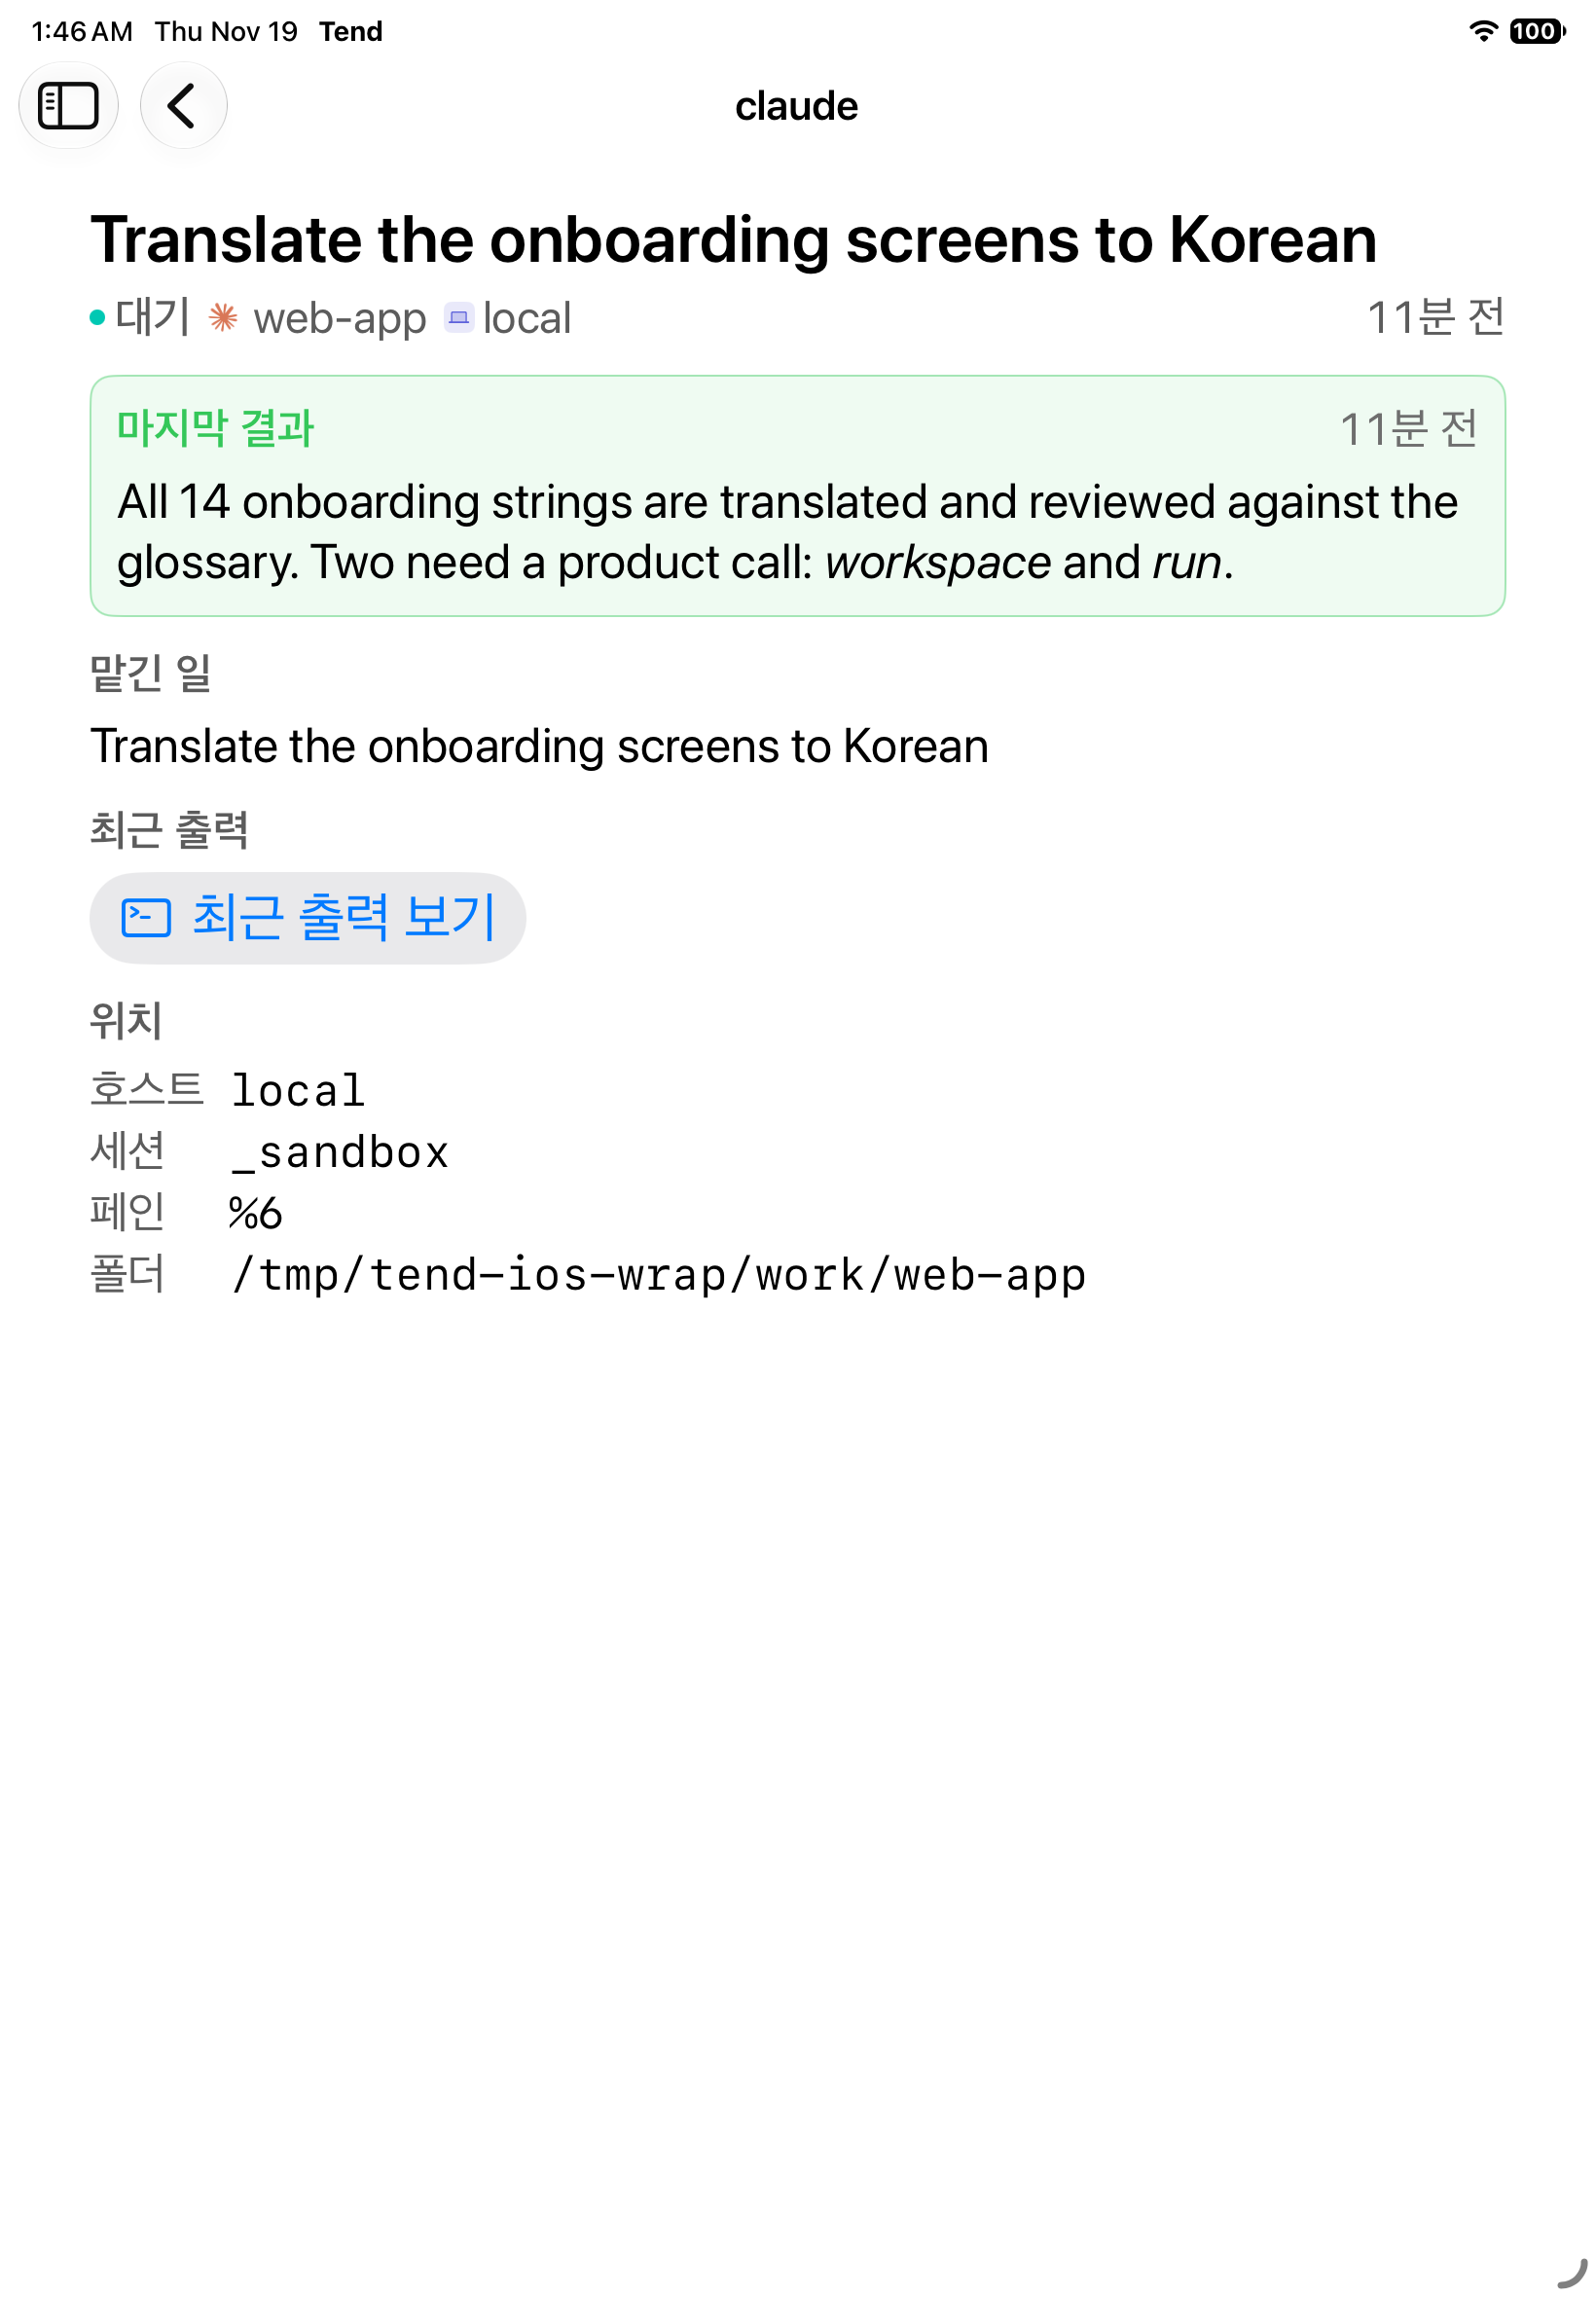 1:46 AM Thu Nov 19 Tend 100
claude
Translate the onboarding screens to Korean
대기 web-app local 11분 전
마지막 결과 11분 전
All 14 onboarding strings are translated and reviewed against the
glossary. Two need a product call: workspace and run.
맡긴 일
Translate the onboarding screens to Korean
최근 출력
최근 출력 보기
위치
호스트 local
세션 _sandbox
페인 %6
폴더 /tmp/tend-ios-wrap/work/web-app